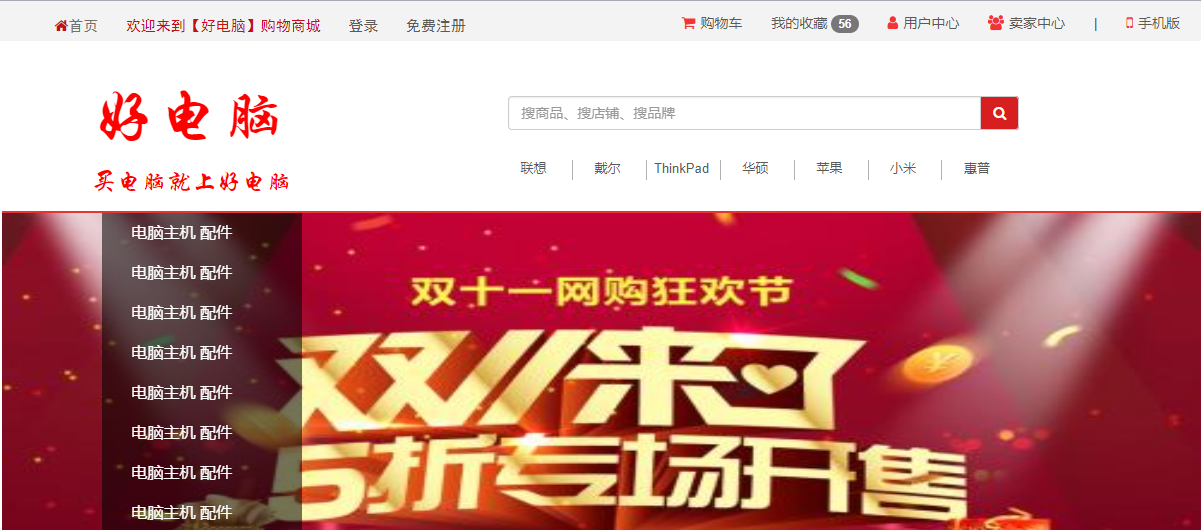 首页 欢迎来到【好电脑】购物商城 登录 免费注册 购物车 我的收藏 56 用户中心 卖家中心 | 手机版
好电脑
搜商品、搜店铺、搜品牌
联想 戴尔 ThinkPad 华硕 苹果 小米 惠普
买电脑就上好电脑
电脑主机 配件
电脑主机 配件
电脑主机 配件
电脑主机 配件
电脑主机 配件
电脑主机 配件
电脑主机 配件
电脑主机 配件
双十一网购狂欢节
双11来了
5折专场开售